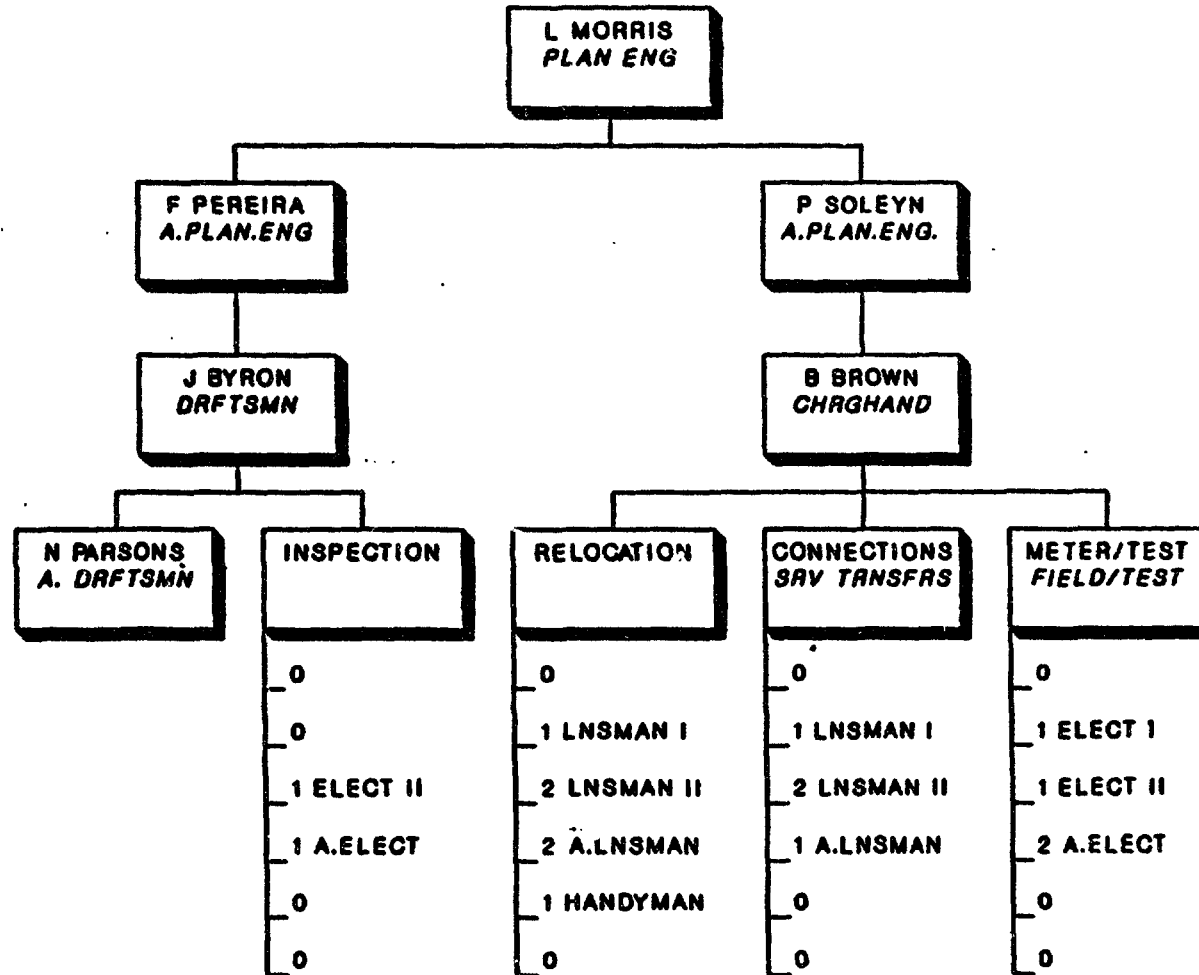 L MORRIS
PLAN ENG
F PEREIRA
A.PLAN.ENG
P SOLEYN
A.PLAN.ENG.
J BYRON
DRFTSMN
B BROWN
CHRGHAND
N PARSONS
A. DRFTSMN
INSPECTION
0
0
1 ELECT II
1 A.ELECT
0
0
RELOCATION
0
1 LNSMAN I
2 LNSMAN II
2 A.LNSMAN
1 HANDYMAN
0
CONNECTIONS
SRV TRNSFRS
0
1 LNSMAN I
2 LNSMAN II
1 A.LNSMAN
0
0
METER/TEST
FIELD/TEST
0
1 ELECT I
1 ELECT II
2 A.ELECT
0
0